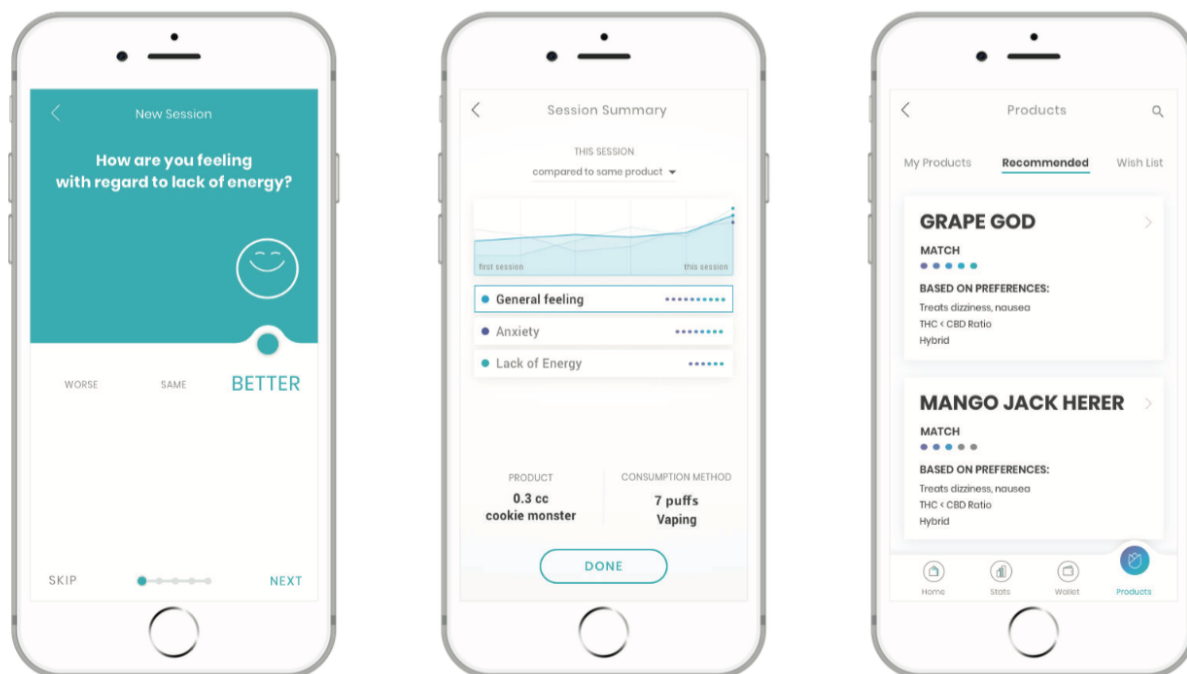 New Session
How are you feeling
with regard to lack of energy?
WORSE
SAME
BETTER
SKIP
NEXT
Session Summary
THIS SESSION
compared to same product
first session
this session
General feeling
Anxiety
Lack of Energy
PRODUCT
0.3 cc
cookie monster
CONSUMPTION METHOD
7 puffs
Vaping
DONE
Products
My Products
Recommended
Wish List
GRAPE GOD
MATCH
BASED ON PREFERENCES:
Treats dizziness, nausea
THC < CBD Ratio
Hybrid
MANGO JACK HERER
MATCH
BASED ON PREFERENCES:
Treats dizziness, nausea
THC < CBD Ratio
Hybrid
Home
Stats
Wallet
Products